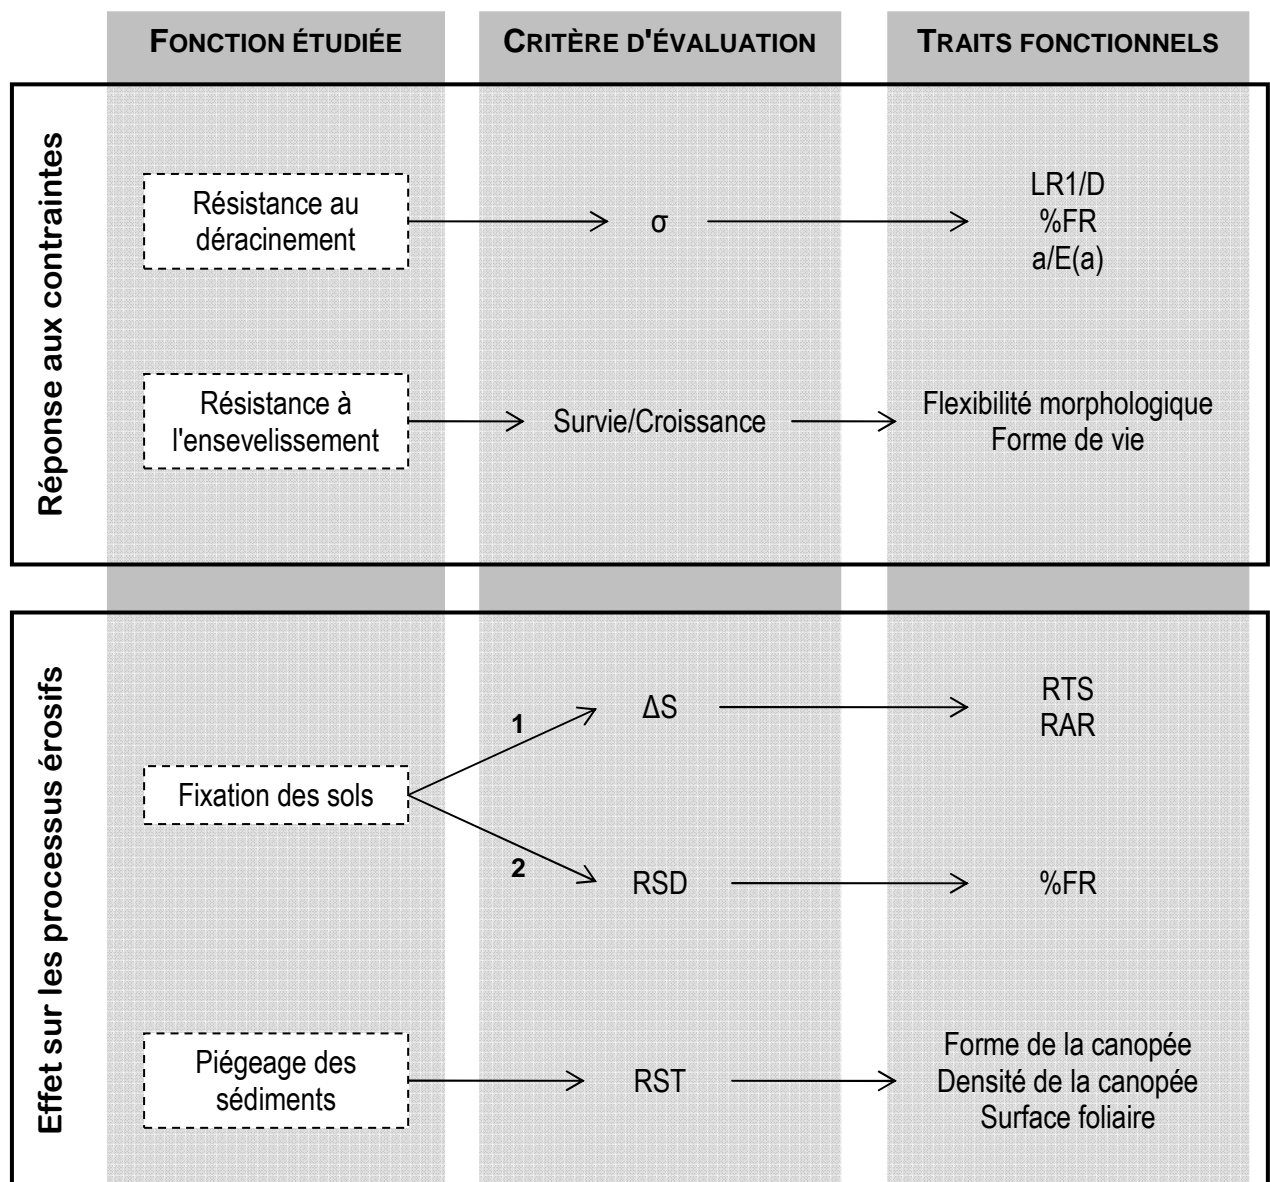 FONCTION ÉTUDIÉE
CRITÈRE D'ÉVALUATION
TRAITS FONCTIONNELS
Réponse aux contraintes
Résistance au
déracinement
σ
LR1/D
%FR
a/E(a)
Résistance à
l'ensevelissement
Survie/Croissance
Flexibilité morphologique
Forme de vie
Effet sur les processus érosifs
Fixation des sols
1
ΔS
RTS
RAR
2
RSD
%FR
Piégeage des
sédiments
RST
Forme de la canopée
Densité de la canopée
Surface foliaire